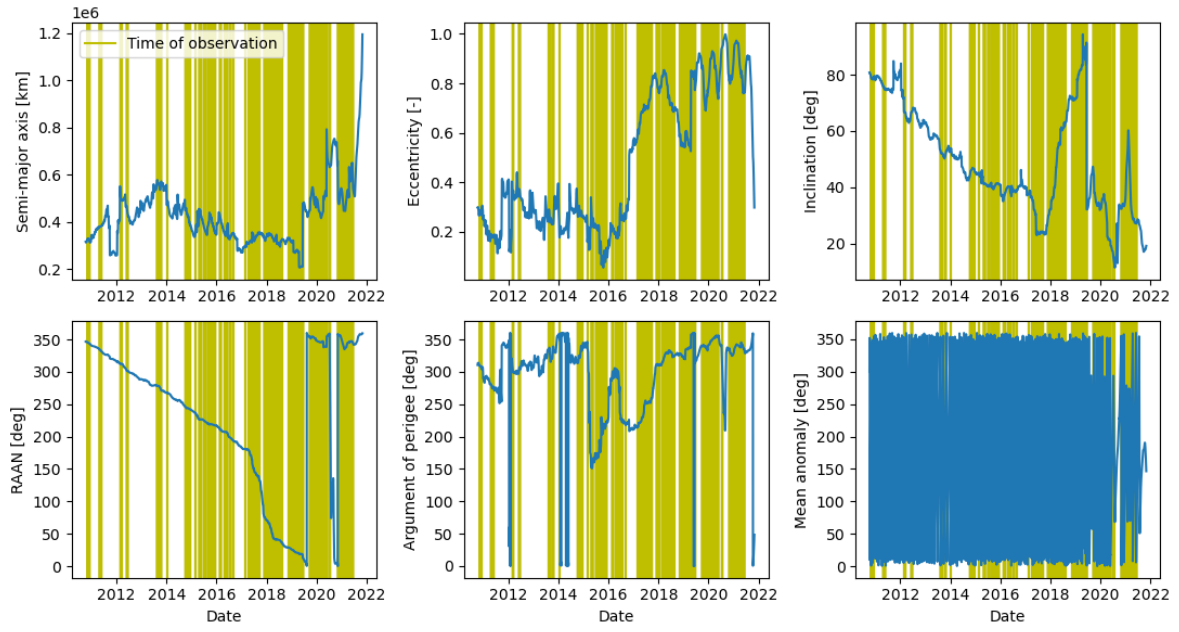 1e6
Semi-major axis [km]
1.2
1.0
0.8
0.6
0.4
0.2
Time of observation
2012 2014 2016 2018 2020 2022
Eccentricity [-]
1.0
0.8
0.6
0.4
0.2
2012 2014 2016 2018 2020 2022
Inclination [deg]
80
60
40
20
2012 2014 2016 2018 2020 2022
RAAN [deg]
350
300
250
200
150
100
50
0
2012 2014 2016 2018 2020 2022
Date
Argument of perigee [deg]
350
300
250
200
150
100
50
0
2012 2014 2016 2018 2020 2022
Date
Mean anomaly [deg]
350
300
250
200
150
100
50
0
2012 2014 2016 2018 2020 2022
Date